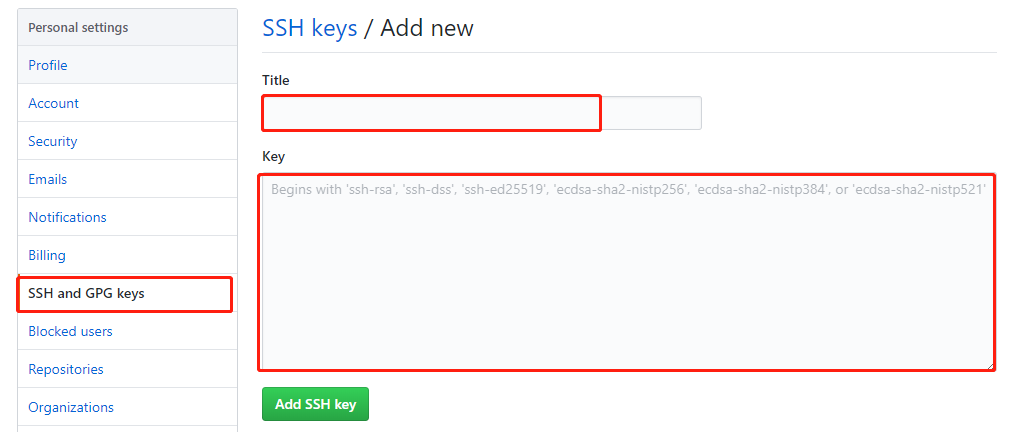 Personal settings
Profile
Account
Security
Emails
Notifications
Billing
SSH and GPG keys
Blocked users
Repositories
Organizations
SSH keys / Add new
Title
Key
Begins with 'ssh-rsa', 'ssh-dss', 'ssh-ed25519', 'ecdsa-sha2-nistp256', 'ecdsa-sha2-nistp384', or 'ecdsa-sha2-nistp521'
Add SSH key